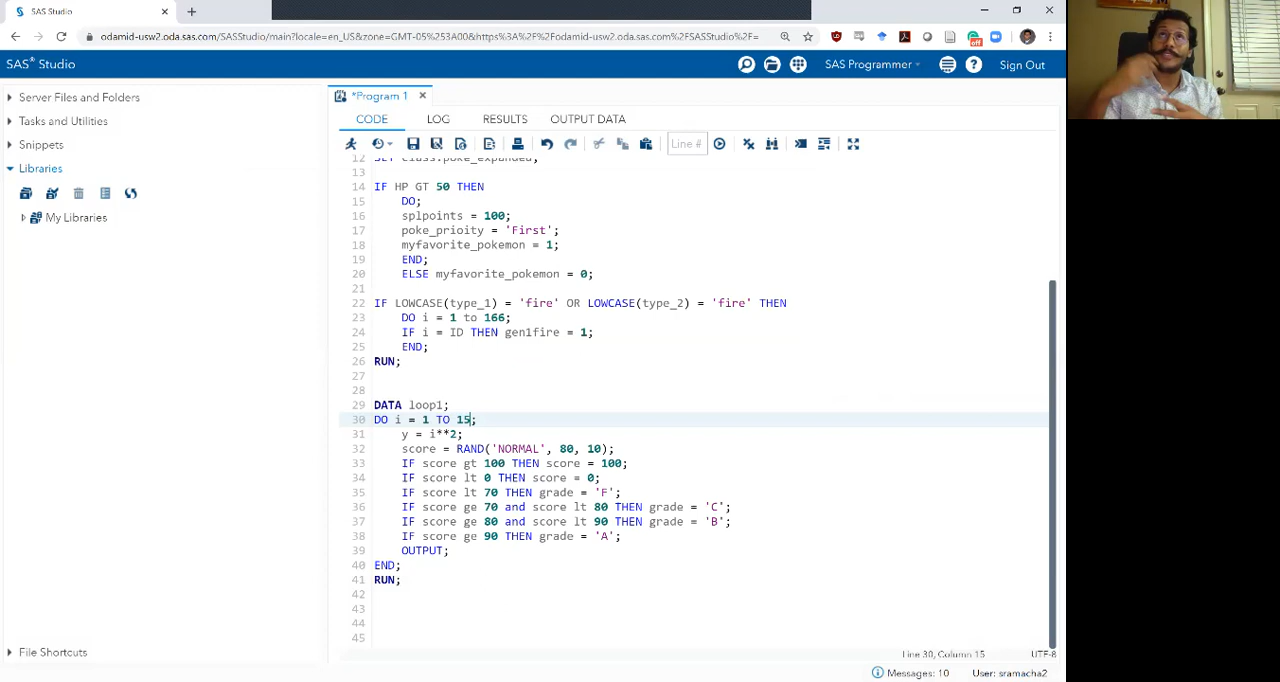 SAS Studio
odamid-usw2.oda.sas.com/SASStudio/main?locale=en_US&zone=GMT-05%253A00&https%3A%2F%2Fodamid-usw2.oda.sas.com%2FSASStudio%2F=
SAS® Studio
SAS Programmer
Sign Out
Server Files and Folders
Tasks and Utilities
Snippets
Libraries
My Libraries
File Shortcuts
*Program 1
CODE LOG RESULTS OUTPUT DATA
Line #
12 SET class.poke_expanded;
13
14 IF HP GT 50 THEN
15 DO;
16 splpoints = 100;
17 poke_prioity = 'First';
18 myfavorite_pokemon = 1;
19 END;
20 ELSE myfavorite_pokemon = 0;
21
22 IF LOWCASE(type_1) = 'fire' OR LOWCASE(type_2) = 'fire' THEN
23 DO i = 1 to 166;
24 IF i = ID THEN gen1fire = 1;
25 END;
26 RUN;
27
28
29 DATA loop1;
30 DO i = 1 TO 15;
31 y = i**2;
32 score = RAND('NORMAL', 80, 10);
33 IF score gt 100 THEN score = 100;
34 IF score lt 0 THEN score = 0;
35 IF score lt 70 THEN grade = 'F';
36 IF score ge 70 and score lt 80 THEN grade = 'C';
37 IF score ge 80 and score lt 90 THEN grade = 'B';
38 IF score ge 90 THEN grade = 'A';
39 OUTPUT;
40 END;
41 RUN;
42
43
44
45
Line 30, Column 15 UTF-8
Messages: 10 User: sramacha2